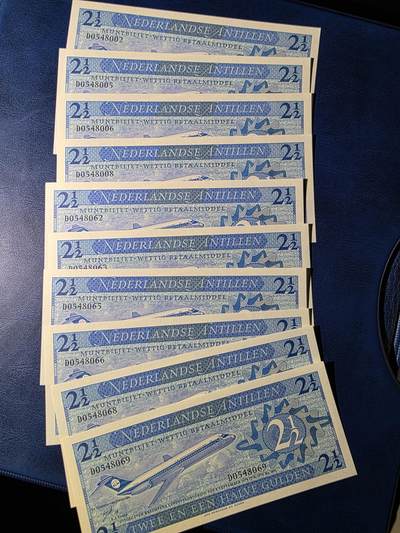 NEDERLANDSE ANTILLEN
MUNTBILJET·WETTIG BETAALMIDDEL
2½ D0548002 2½
NEDERLANDSE ANTILLEN
MUNTBILJET·WETTIG BETAALMIDDEL
2½ D0548005 2½
NEDERLANDSE ANTILLEN
MUNTBILJET·WETTIG BETAALMIDDEL
2½ D0548006 2½
NEDERLANDSE ANTILLEN
MUNTBILJET·WETTIG BETAALMIDDEL
2½ D0548008 2½
NEDERLANDSE ANTILLEN
MUNTBILJET·WETTIG BETAALMIDDEL
2½ D0548062 2½
NEDERLANDSE ANTILLEN
MUNTBILJET·WETTIG BETAALMIDDEL
2½ D0548063 2½
NEDERLANDSE ANTILLEN
MUNTBILJET·WETTIG BETAALMIDDEL
2½ D0548065 2½
NEDERLANDSE ANTILLEN
MUNTBILJET·WETTIG BETAALMIDDEL
2½ D0548066 2½
NEDERLANDSE ANTILLEN
MUNTBILJET·WETTIG BETAALMIDDEL
2½ D0548068 2½
NEDERLANDSE ANTILLEN
MUNTBILJET·WETTIG BETAALMIDDEL
2½ D0548069 2½ 2½
D0548069
2½ TWEE EN EEN HALVE GULDEN 2½